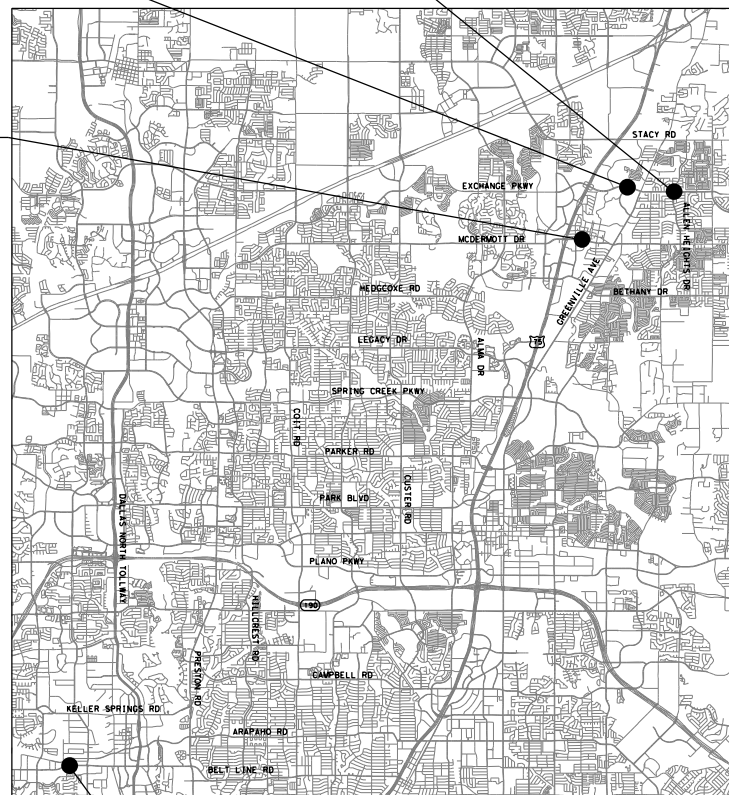 STACY RD
EXCHANGE PKWY
ALLEN HEIGHTS DR
MCDERMOTT DR
GREENVILLE AVE
HEDGCOXE RD
BETHANY DR
LEGACY DR
ALMA DR
75
SPRING CREEK PKWY
COIT RD
PARKER RD
CUSTER RD
PARK BLVD
DALLAS NORTH TOLLWAY
PLANO PKWY
190
HILLCREST RD
PRESTON RD
CAMPBELL RD
KELLER SPRINGS RD
ARAPAHO RD
BELT LINE RD